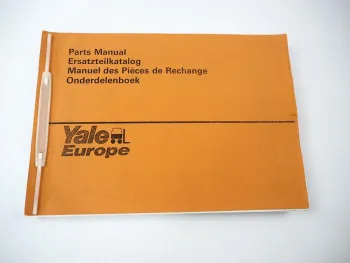 Parts Manual
Ersatzteilkatalog
Manuel des Pièces de Rechange
Onderdelenboek
Yale
Europe